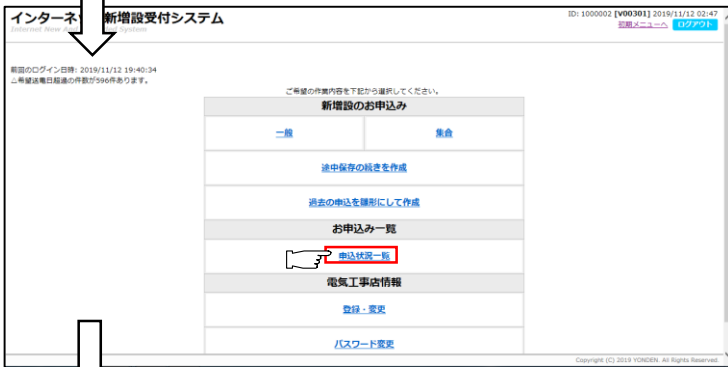 インターネッ 新増設受付システム
ID: 1000002 [V00301] 2019/11/12 02:47
Internet New A System
初期メニューへ ログアウト
前回のログイン日時: 2019/11/12 19:40:34
△希望送電日超過の件数が596件あります。
ご希望の作業内容を下記から選択してください。
新増設のお申込み
一般 集合
途中保存の続きを作成
過去の申込を雛形にして作成
お申込み一覧
申込状況一覧
電気工事店情報
登録・変更
パスワード変更
Copyright (C) 2019 YONDEN. All Rights Reserved.